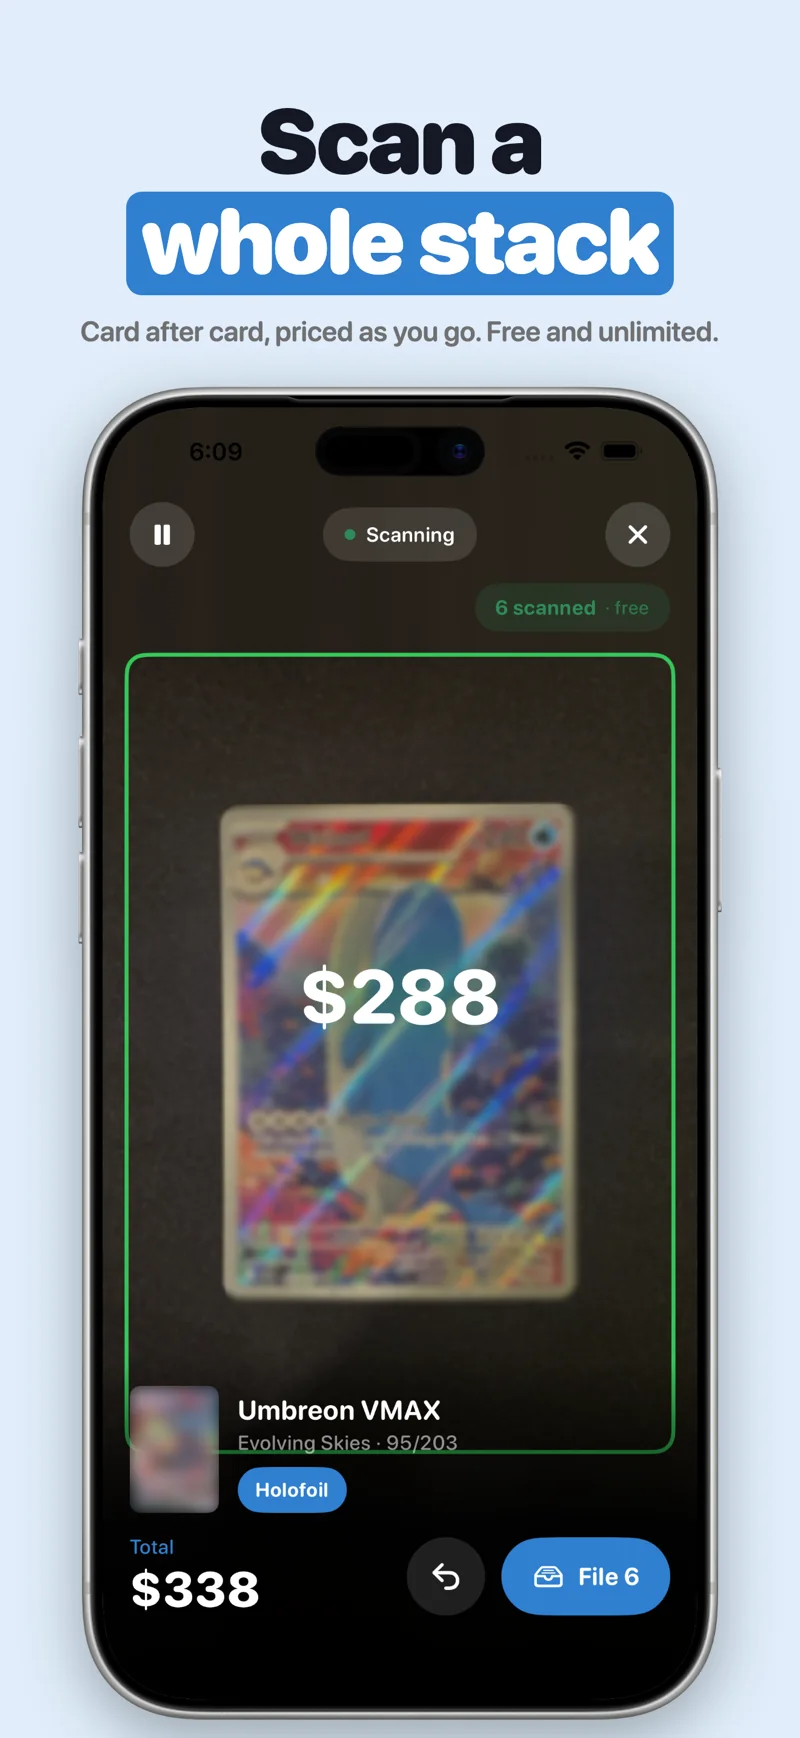 Scan a
whole stack
Card after card, priced as you go. Free and unlimited.
6:09
Scanning
6 scanned · free
$288
Umbreon VMAX
Evolving Skies · 95/203
Holofoil
Total
$338
File 6